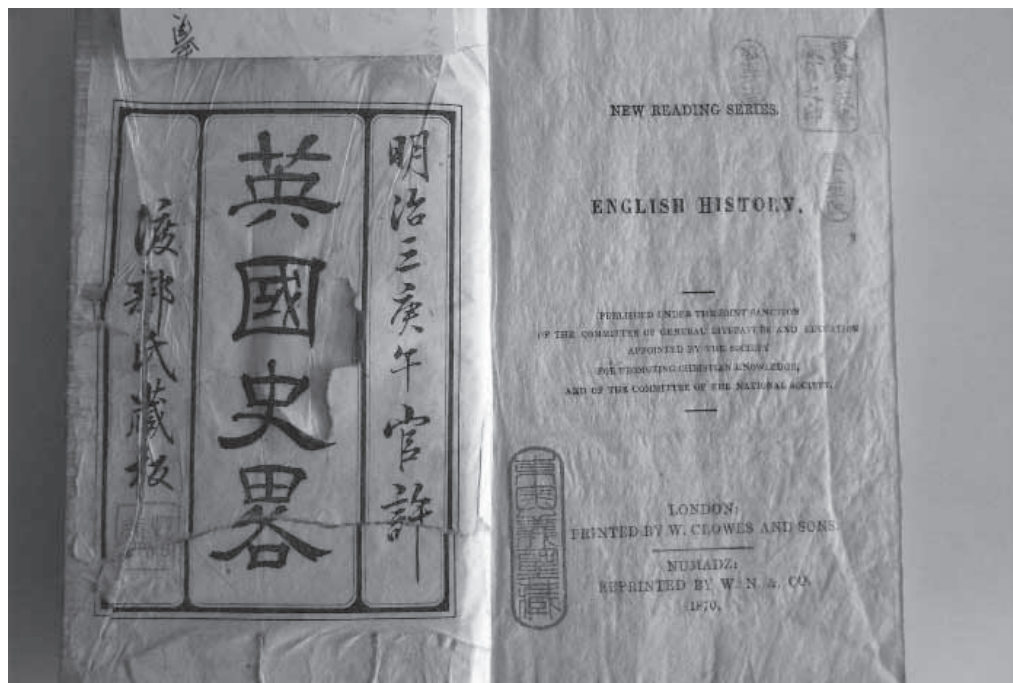 明治三庚午官許
英國史畧
渡部氏蔵板
NEW READING SERIES.
ENGLISH HISTORY.
PUBLISHED UNDER THE JOINT SANCTION
OF THE COMMITTEE OF GENERAL LITERATURE AND EDUCATION
APPOINTED BY THE SOCIETY
FOR PROMOTING CHRISTIAN KNOWLEDGE,
AND OF THE COMMITTEE OF THE NATIONAL SOCIETY.
LONDON:
PRINTED BY W. CLOWES AND SONS.
NUMADZ:
REPRINTED BY W. N. & CO.
1870.